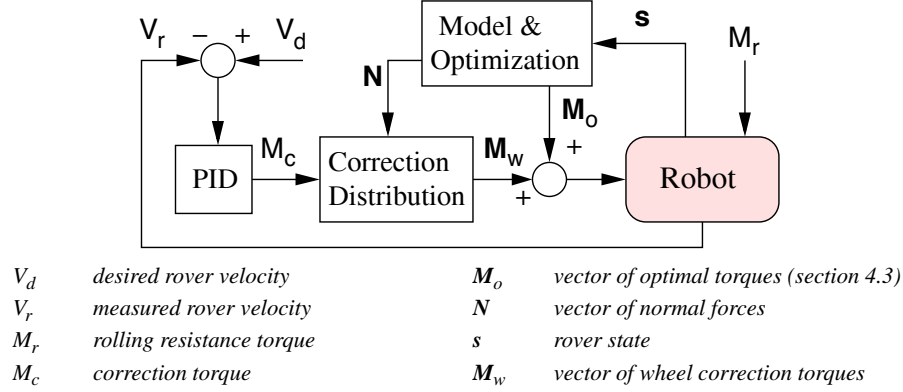 V_r − + V_d
Model &
Optimization
s
M_r
N
M_o
+
PID
M_c
Correction
Distribution
M_w
+
Robot
V_d desired rover velocity
M_o vector of optimal torques (section 4.3)
V_r measured rover velocity
N vector of normal forces
M_r rolling resistance torque
s rover state
M_c correction torque
M_w vector of wheel correction torques